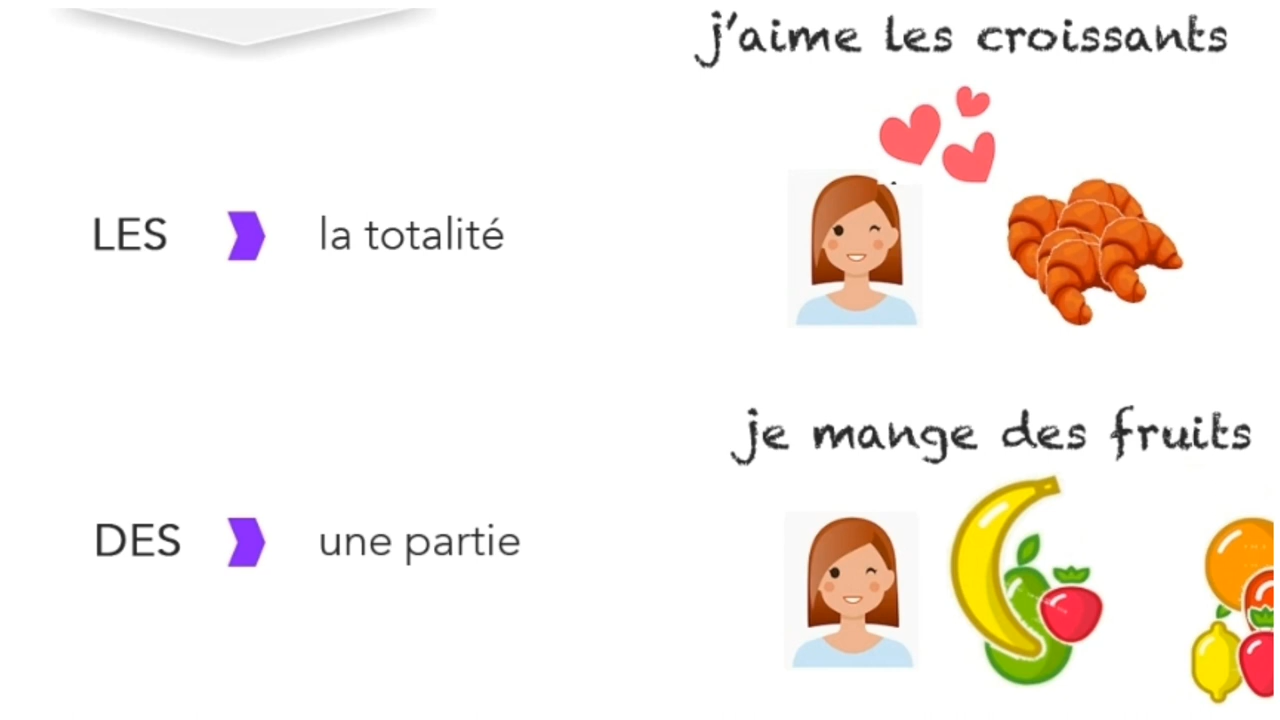 j'aime les croissants
LES la totalité
je mange des fruits
DES une partie